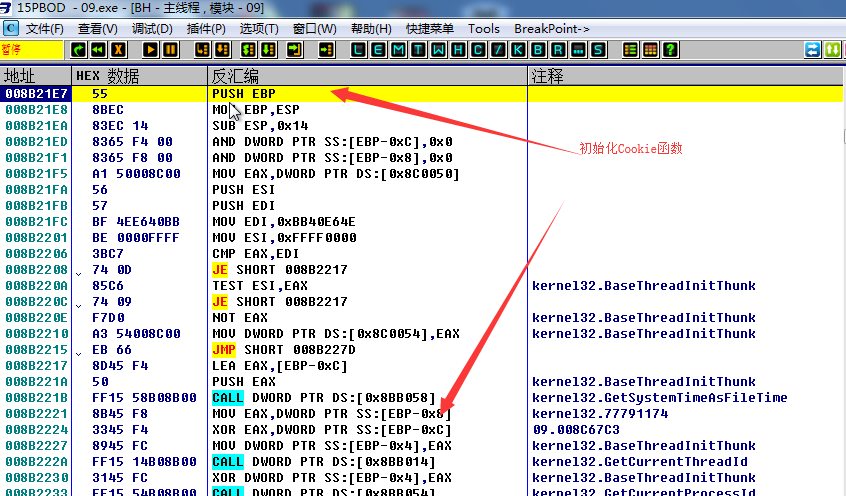 15PBOD - 09.exe - [BH - 主线程 , 模块 - 09]
C 文件(F) 查看(V) 调试(D) 插件(P) 选项(T) 窗口(W) 帮助(H) 快捷菜单 Tools BreakPoint->
暂停 L E M T W H C / K B R ... S ?
地址 HEX 数据 反汇编 注释
008B21E7 55 PUSH EBP
008B21E8 8BEC MOV EBP,ESP
008B21EA 83EC 14 SUB ESP,0x14
008B21ED 8365 F4 00 AND DWORD PTR SS:[EBP-0xC],0x0
初始化Cookie函数
008B21F1 8365 F8 00 AND DWORD PTR SS:[EBP-0x8],0x0
008B21F5 A1 50008C00 MOV EAX,DWORD PTR DS:[0x8C0050]
008B21FA 56 PUSH ESI
008B21FB 57 PUSH EDI
008B21FC BF 4EE640BB MOV EDI,0xBB40E64E
008B2201 BE 0000FFFF MOV ESI,0xFFFF0000
008B2206 3BC7 CMP EAX,EDI
008B2208 74 0D JE SHORT 008B2217
008B220A 85C6 TEST ESI,EAX kernel32.BaseThreadInitThunk
008B220C 74 09 JE SHORT 008B2217
008B220E F7D0 NOT EAX kernel32.BaseThreadInitThunk
008B2210 A3 54008C00 MOV DWORD PTR DS:[0x8C0054],EAX kernel32.BaseThreadInitThunk
008B2215 EB 66 JMP SHORT 008B227D
008B2217 8D45 F4 LEA EAX,[EBP-0xC]
008B221A 50 PUSH EAX kernel32.BaseThreadInitThunk
008B221B FF15 58B08B00 CALL DWORD PTR DS:[0x8BB058] kernel32.GetSystemTimeAsFileTime
008B2221 8B45 F8 MOV EAX,DWORD PTR SS:[EBP-0x8] kernel32.77791174
008B2224 3345 F4 XOR EAX,DWORD PTR SS:[EBP-0xC] 09.008C67C3
008B2227 8945 FC MOV DWORD PTR SS:[EBP-0x4],EAX kernel32.BaseThreadInitThunk
008B222A FF15 14B08B00 CALL DWORD PTR DS:[0x8BB014] kernel32.GetCurrentThreadId
008B2230 3145 FC XOR DWORD PTR SS:[EBP-0x4],EAX kernel32.BaseThreadInitThunk
008B2233 FF15 54B08B00 CALL DWORD PTR DS:[0x8BB054] kernel32.GetCurrentProcessId